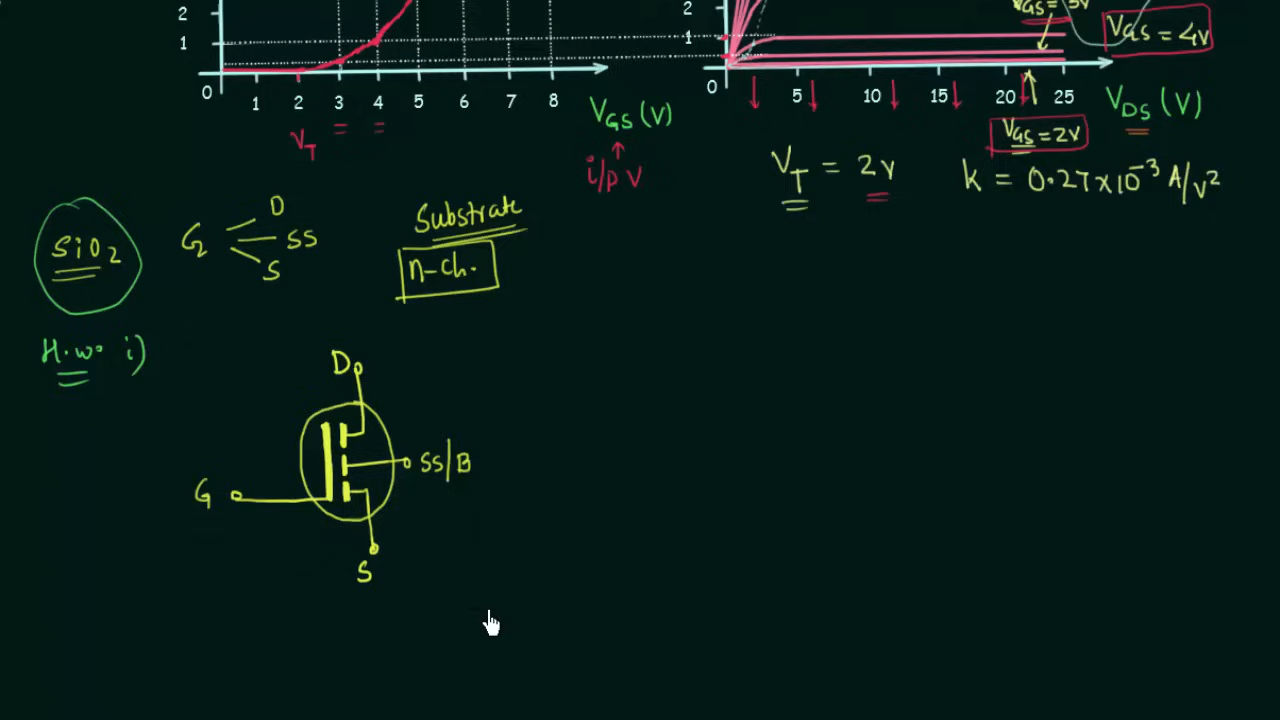 2
1
0
1 2 3 4 5 6 7 8
VT = =
VGS (V)
i/p V
2
1
0
5 10 15 20 25
VGS = 4V
VDS (V)
VGS = 2V
VT = 2V
k = 0.27×10⁻³ A/V²
SiO2
G
D
SS
S
Substrate
n-Ch.
H.W. i)
D
SS/B
G
S